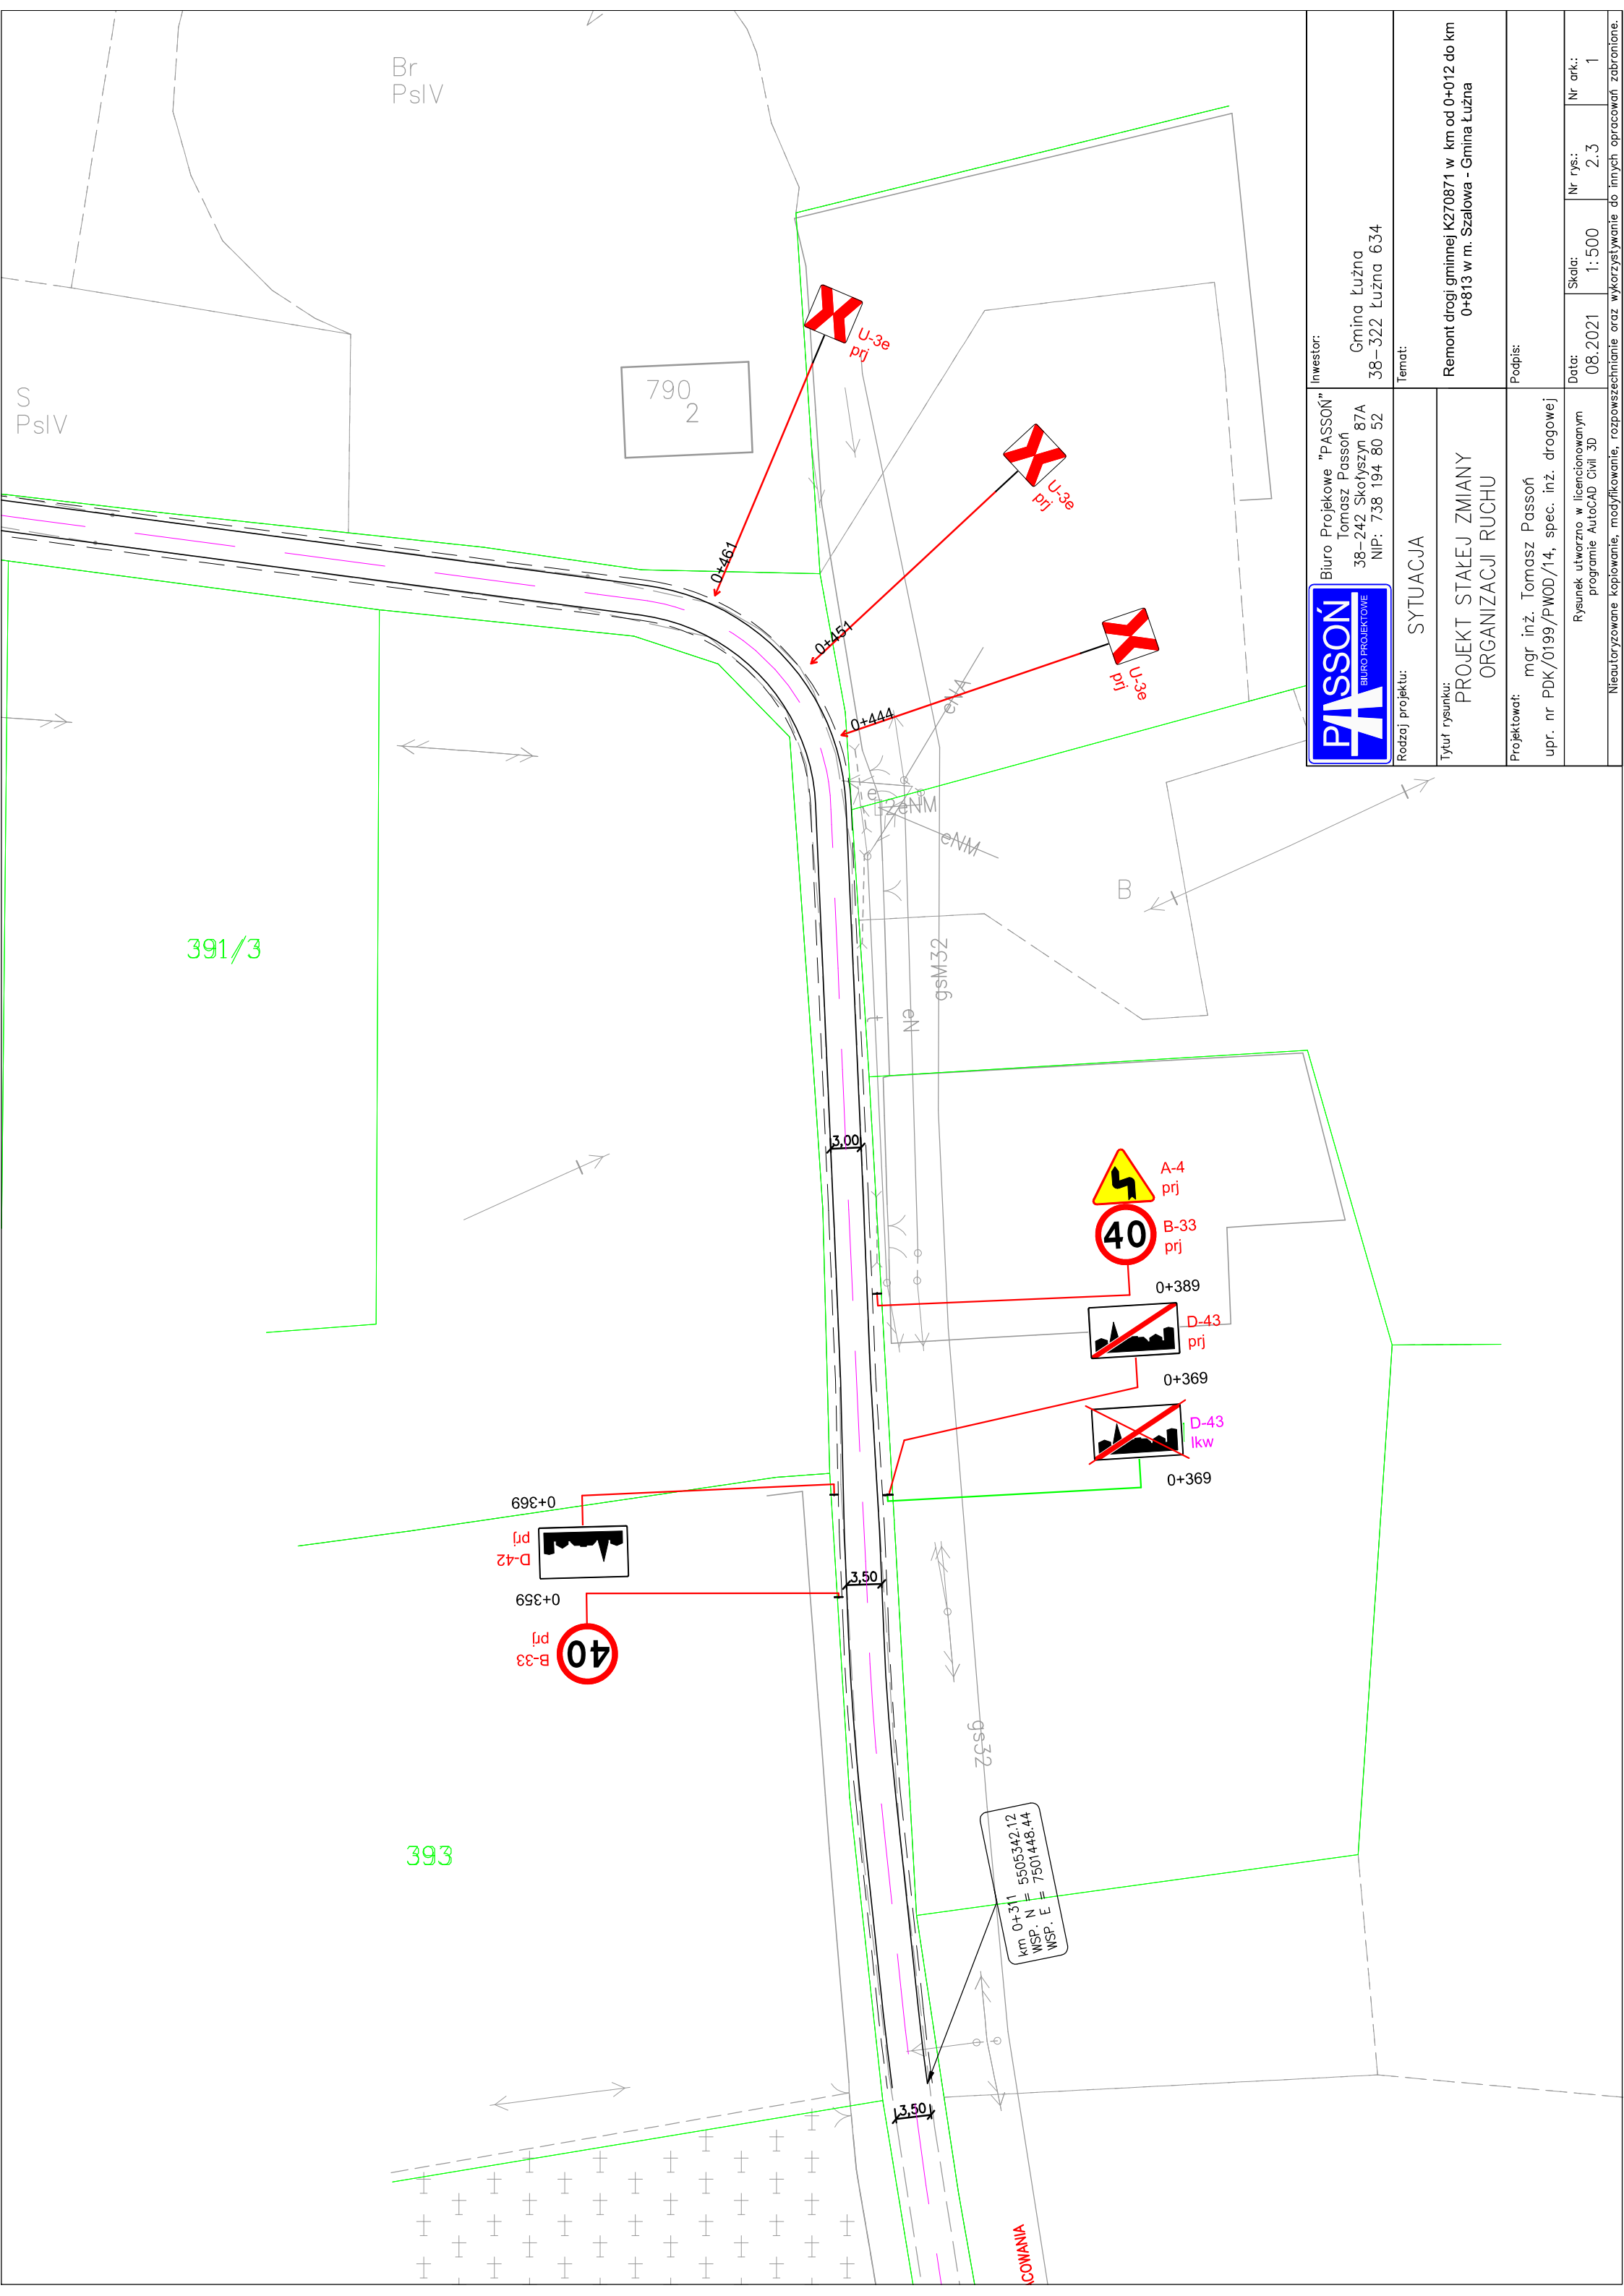 Br
PsIV
S
PsIV
790
2
U-3e
prj
U-3e
prj
U-3e
prj
0+461
0+451
0+444
eNA
e
2eNM
eNM
B
391/3
gsM32
eN
t
3,00
A-4
prj
40
B-33
prj
0+389
D-43
prj
0+369
D-43
lkw
0+369
0+369
D-42
prj
0+359
B-33
prj
40
3,50
gs32
393
km 0+311
WSP. N = 5505342.12
WSP. E = 7501448.44
3,50
ACOWANIA
PASSOŃ
BIURO PROJEKTOWE
Biuro Projekowe "PASSOŃ"
Tomasz Passoń
38-242 Skołyszyn 87A
NIP: 738 194 80 52
Inwestor:
Gmina Łużna
38-322 Łużna 634
Rodzaj projektu:
SYTUACJA
Temat:
Remont drogi gminnej K270871 w km od 0+012 do km
0+813 w m. Szalowa - Gmina Łużna
Tytuł rysunku:
PROJEKT STAŁEJ ZMIANY
ORGANIZACJI RUCHU
Projektował:
mgr inż. Tomasz Passoń
upr. nr PDK/0199/PWOD/14, spec. inż. drogowej
Podpis:
Rysunek utworzno w licencionowanym
programie AutoCAD Civil 3D
Data:
08.2021
Skala:
1:500
Nr rys.:
2.3
Nr ark.:
1
Nieautoryzowane kopiowanie, modyfikowanie, rozpowszechnianie oraz wykorzystywanie do innych opracowań zabronione.